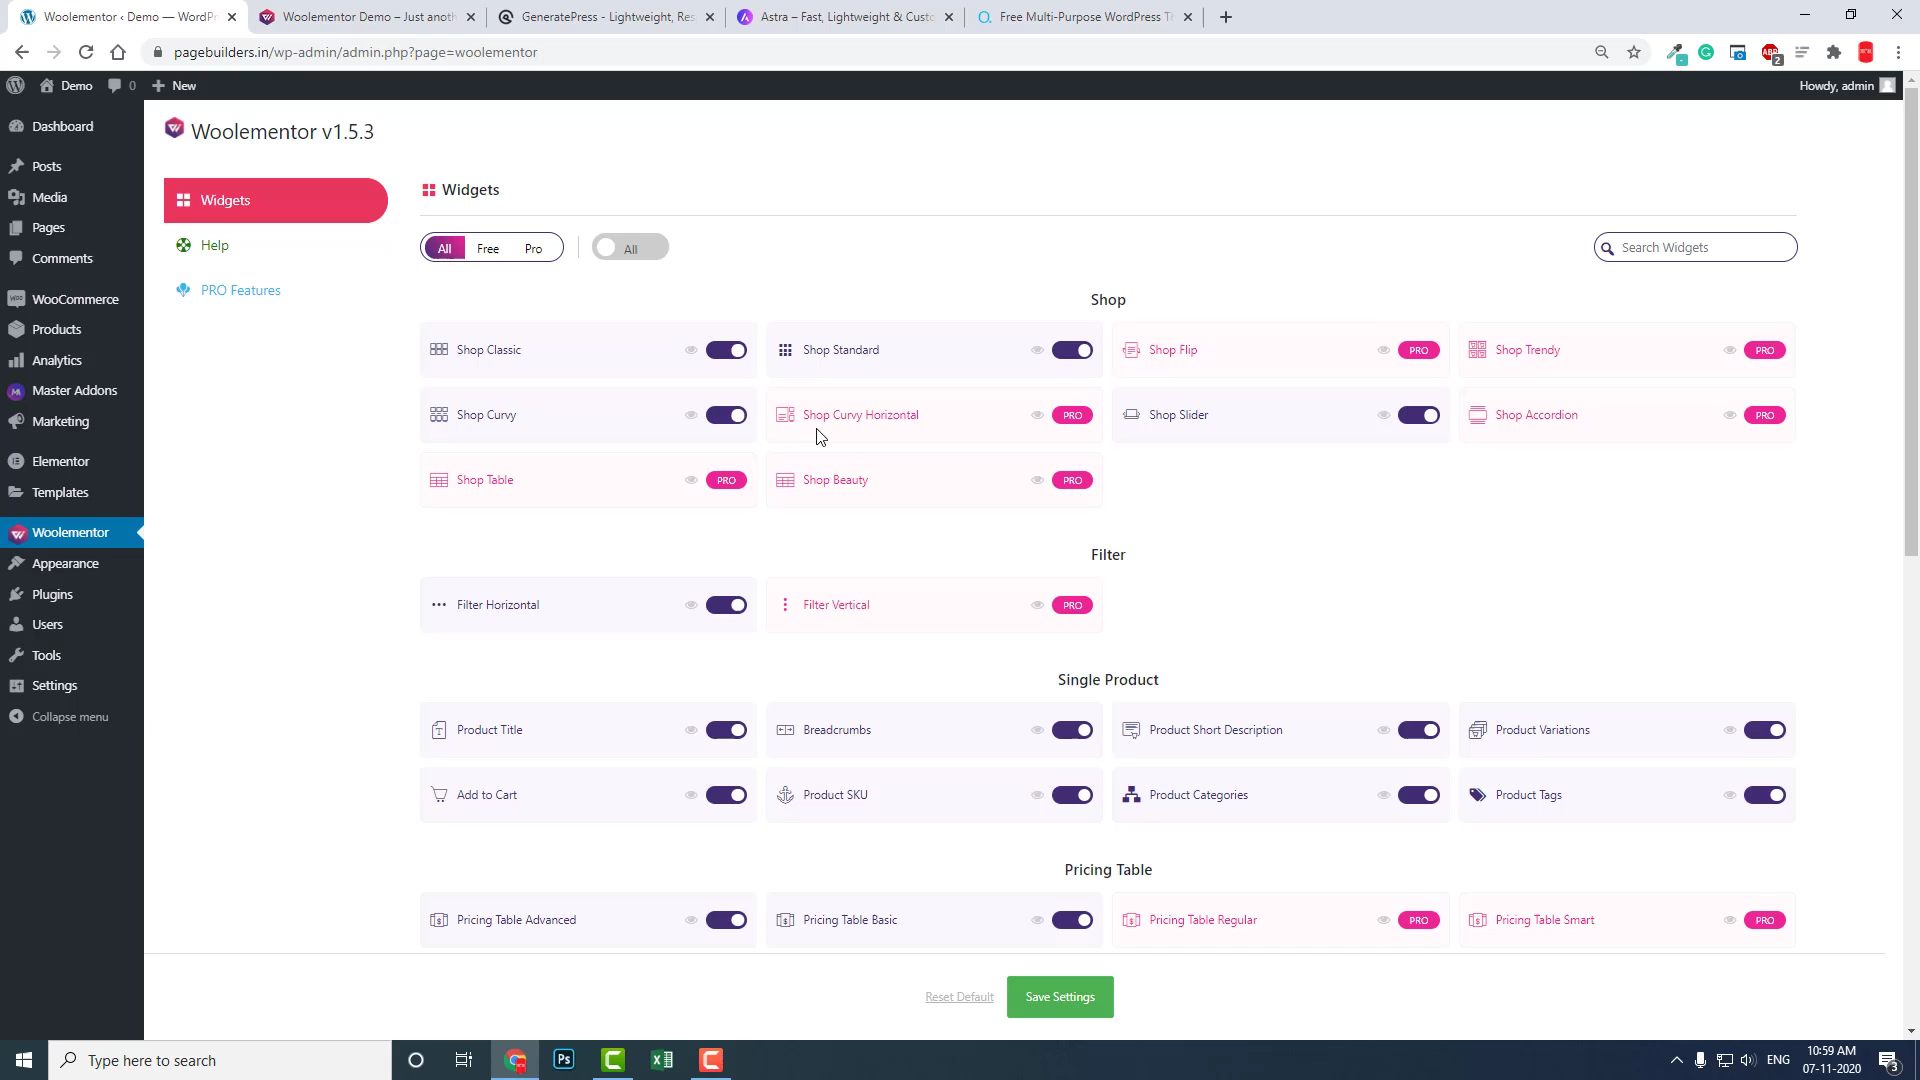 Woolementor ‹ Demo — WordPr
Woolementor Demo – Just anoth
GeneratePress - Lightweight, Res
Astra – Fast, Lightweight & Custo
Free Multi-Purpose WordPress Th
pagebuilders.in/wp-admin/admin.php?page=woolementor
ABP
2
Demo
0
New
Howdy, admin
Dashboard
Posts
Media
Pages
Comments
WooCommerce
Products
Analytics
Master Addons
Marketing
Elementor
Templates
Woolementor
Appearance
Plugins
Users
Tools
Settings
Collapse menu
Woolementor v1.5.3
Widgets
Help
PRO Features
Widgets
All Free Pro
All
Search Widgets
Shop
Shop Classic
Shop Standard
Shop Flip PRO
Shop Trendy PRO
Shop Curvy
Shop Curvy Horizontal PRO
Shop Slider
Shop Accordion PRO
Shop Table PRO
Shop Beauty PRO
Filter
Filter Horizontal
Filter Vertical PRO
Single Product
Product Title
Breadcrumbs
Product Short Description
Product Variations
Add to Cart
Product SKU
Product Categories
Product Tags
Pricing Table
Pricing Table Advanced
Pricing Table Basic
Pricing Table Regular PRO
Pricing Table Smart PRO
Reset Default
Save Settings
Type here to search
Ps
ENG
10:59 AM
07-11-2020
3